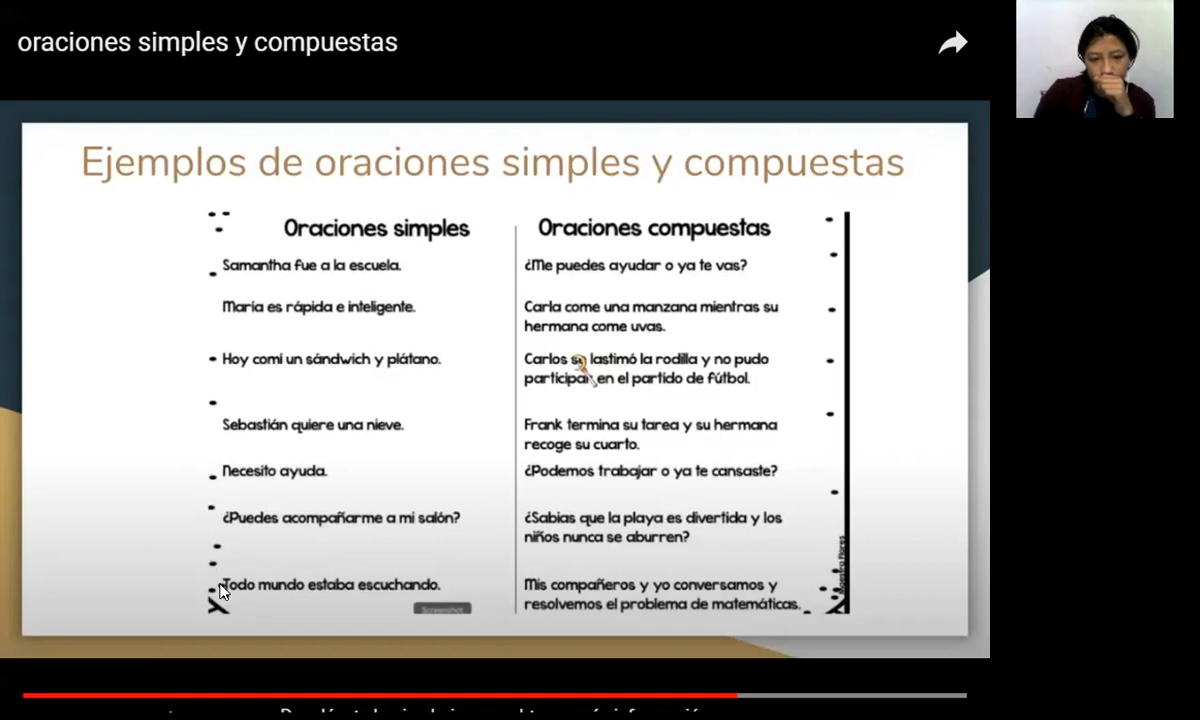 oraciones simples y compuestas
Ejemplos de oraciones simples y compuestas
Oraciones simples
Samantha fue a la escuela.
María es rápida e inteligente.
Hoy comí un sándwich y plátano.
Sebastián quiere una nieve.
Necesito ayuda.
¿Puedes acompañarme a mi salón?
Todo mundo estaba escuchando.
Oraciones compuestas
¿Me puedes ayudar o ya te vas?
Carla come una manzana mientras su
hermana come uvas.
Carlos se lastimó la rodilla y no pudo
participar en el partido de fútbol.
Frank termina su tarea y su hermana
recoge su cuarto.
¿Podemos trabajar o ya te cansaste?
¿Sabias que la playa es divertida y los
niños nunca se aburren?
Mis compañeros y yo conversamos y
resolvemos el problema de matemáticas.
Maestra Flores
Screenshot